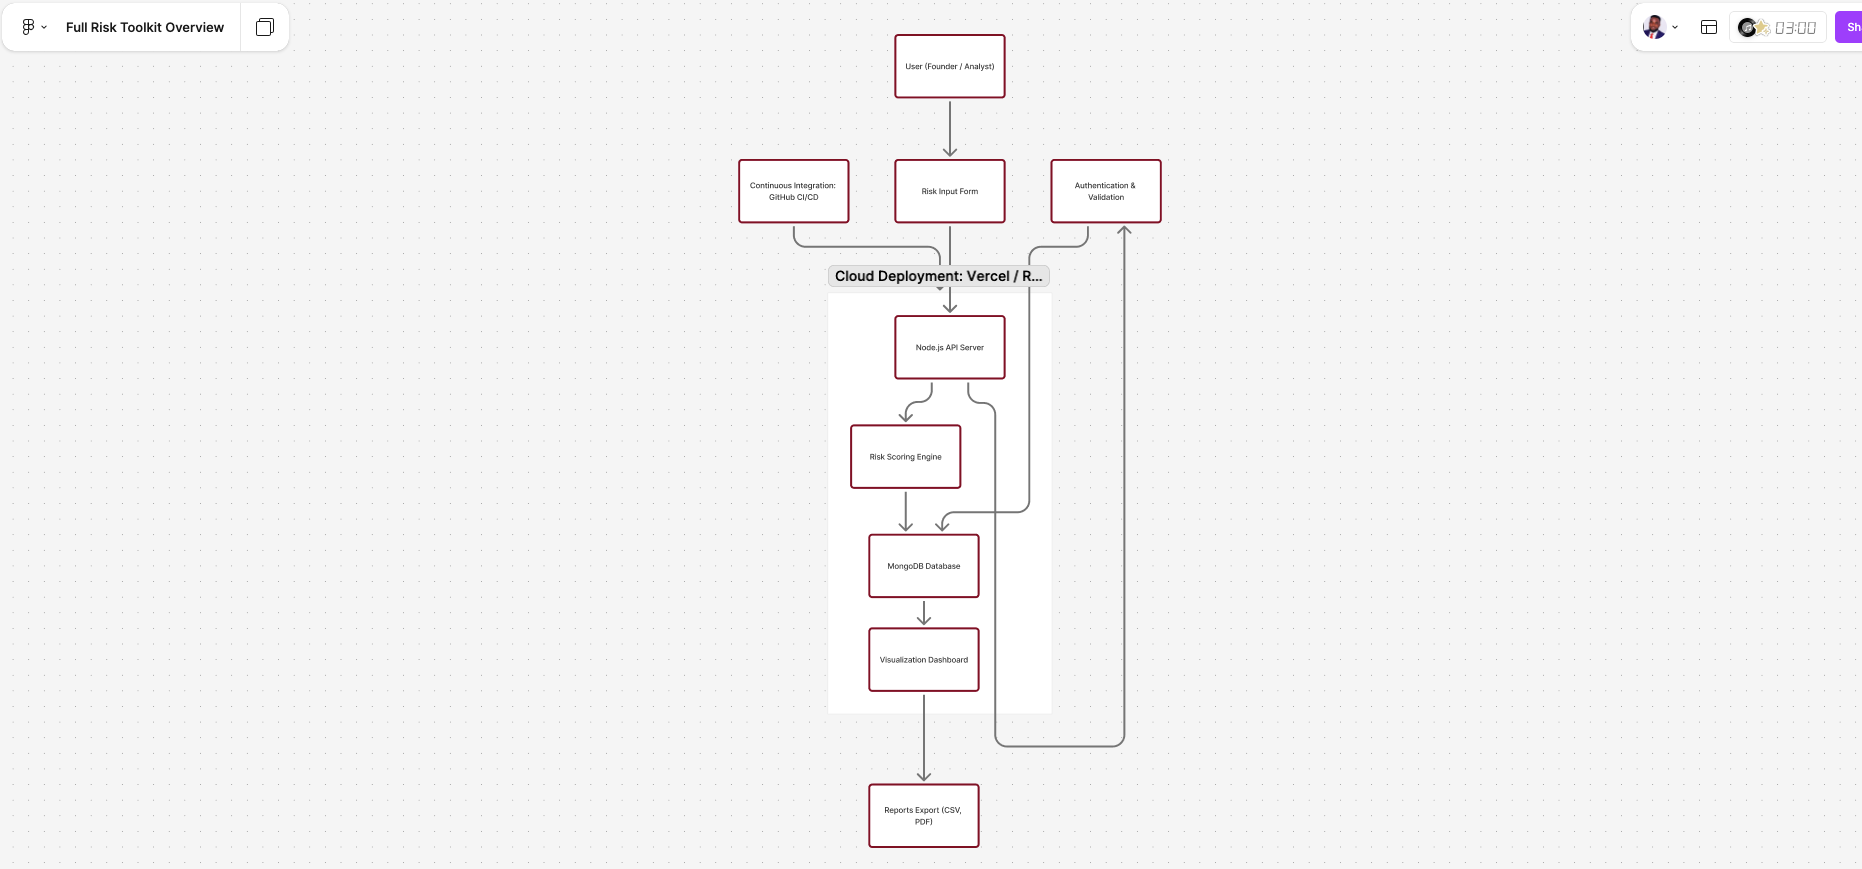 Full Risk Toolkit Overview
03:00
Sh
User (Founder / Analyst)
Continuous Integration:
GitHub CI/CD
Risk Input Form
Authentication &
Validation
Cloud Deployment: Vercel / R...
Node.js API Server
Risk Scoring Engine
MongoDB Database
Visualization Dashboard
Reports Export (CSV,
PDF)